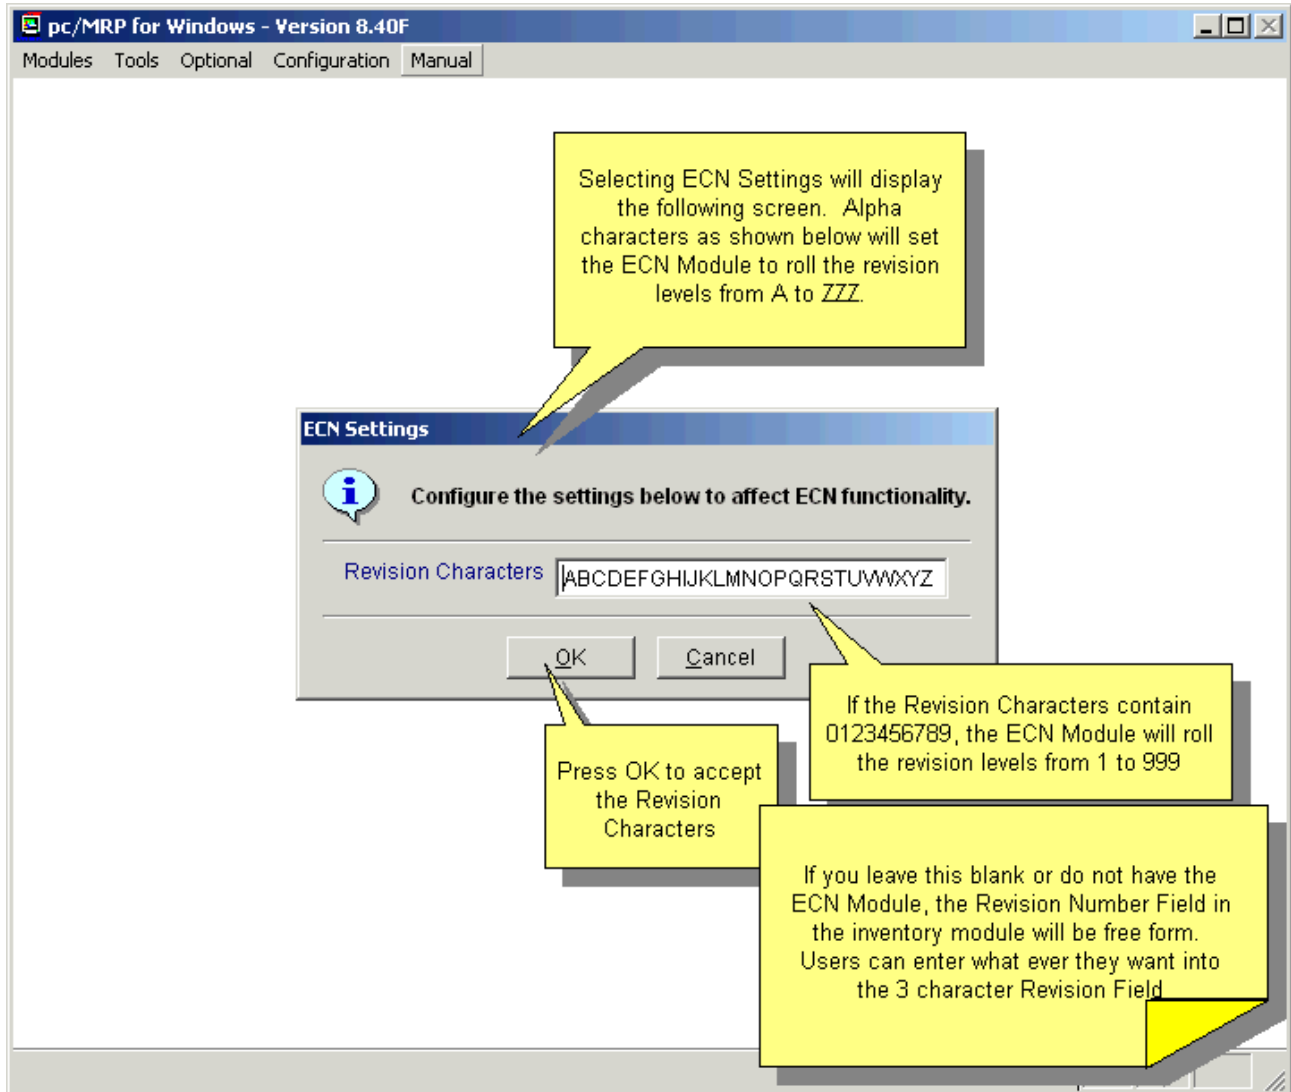 pc/MRP for Windows - Version 8.40F
Modules Tools Optional Configuration Manual
Selecting ECN Settings will display
the following screen. Alpha
characters as shown below will set
the ECN Module to roll the revision
levels from A to ZZZ.
ECN Settings
Configure the settings below to affect ECN functionality.
Revision Characters ABCDEFGHIJKLMNOPQRSTUVWXYZ
OK Cancel
If the Revision Characters contain
0123456789, the ECN Module will roll
the revision levels from 1 to 999
Press OK to accept
the Revision
Characters
If you leave this blank or do not have the
ECN Module, the Revision Number Field in
the inventory module will be free form.
Users can enter what ever they want into
the 3 character Revision Field